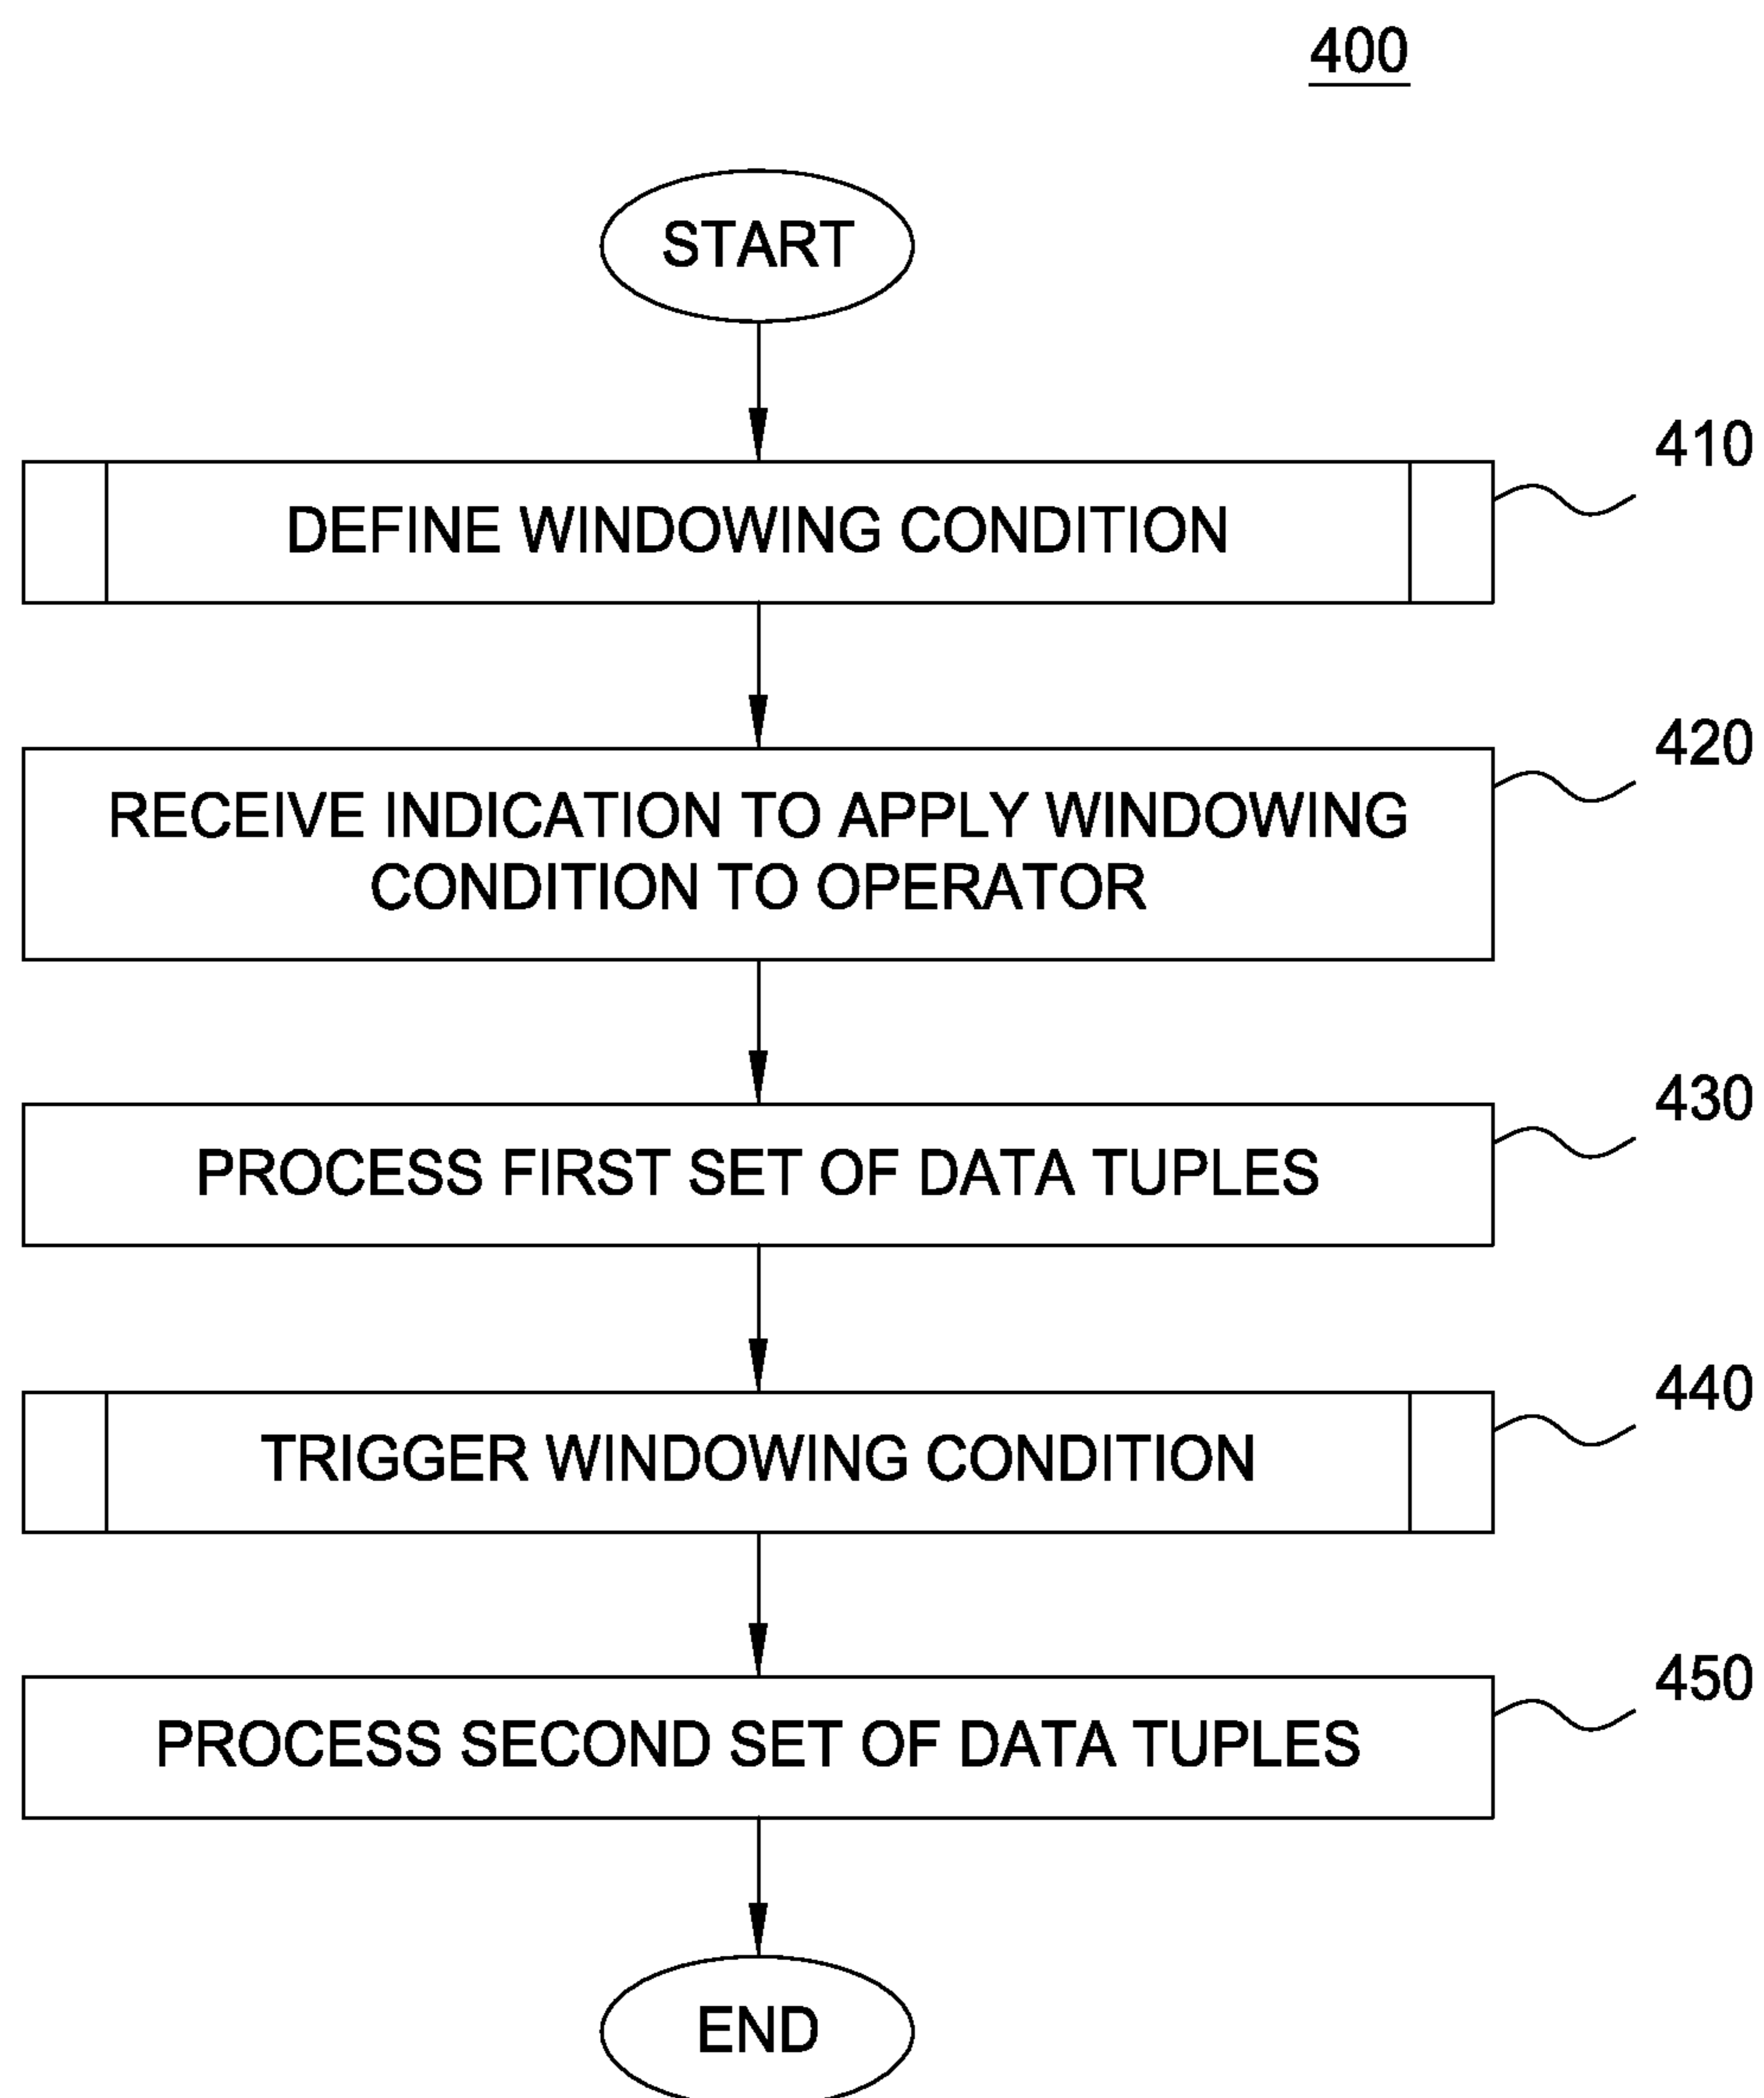 400
START
DEFINE WINDOWING CONDITION
410
RECEIVE INDICATION TO APPLY WINDOWING
CONDITION TO OPERATOR
420
PROCESS FIRST SET OF DATA TUPLES
430
TRIGGER WINDOWING CONDITION
440
PROCESS SECOND SET OF DATA TUPLES
450
END